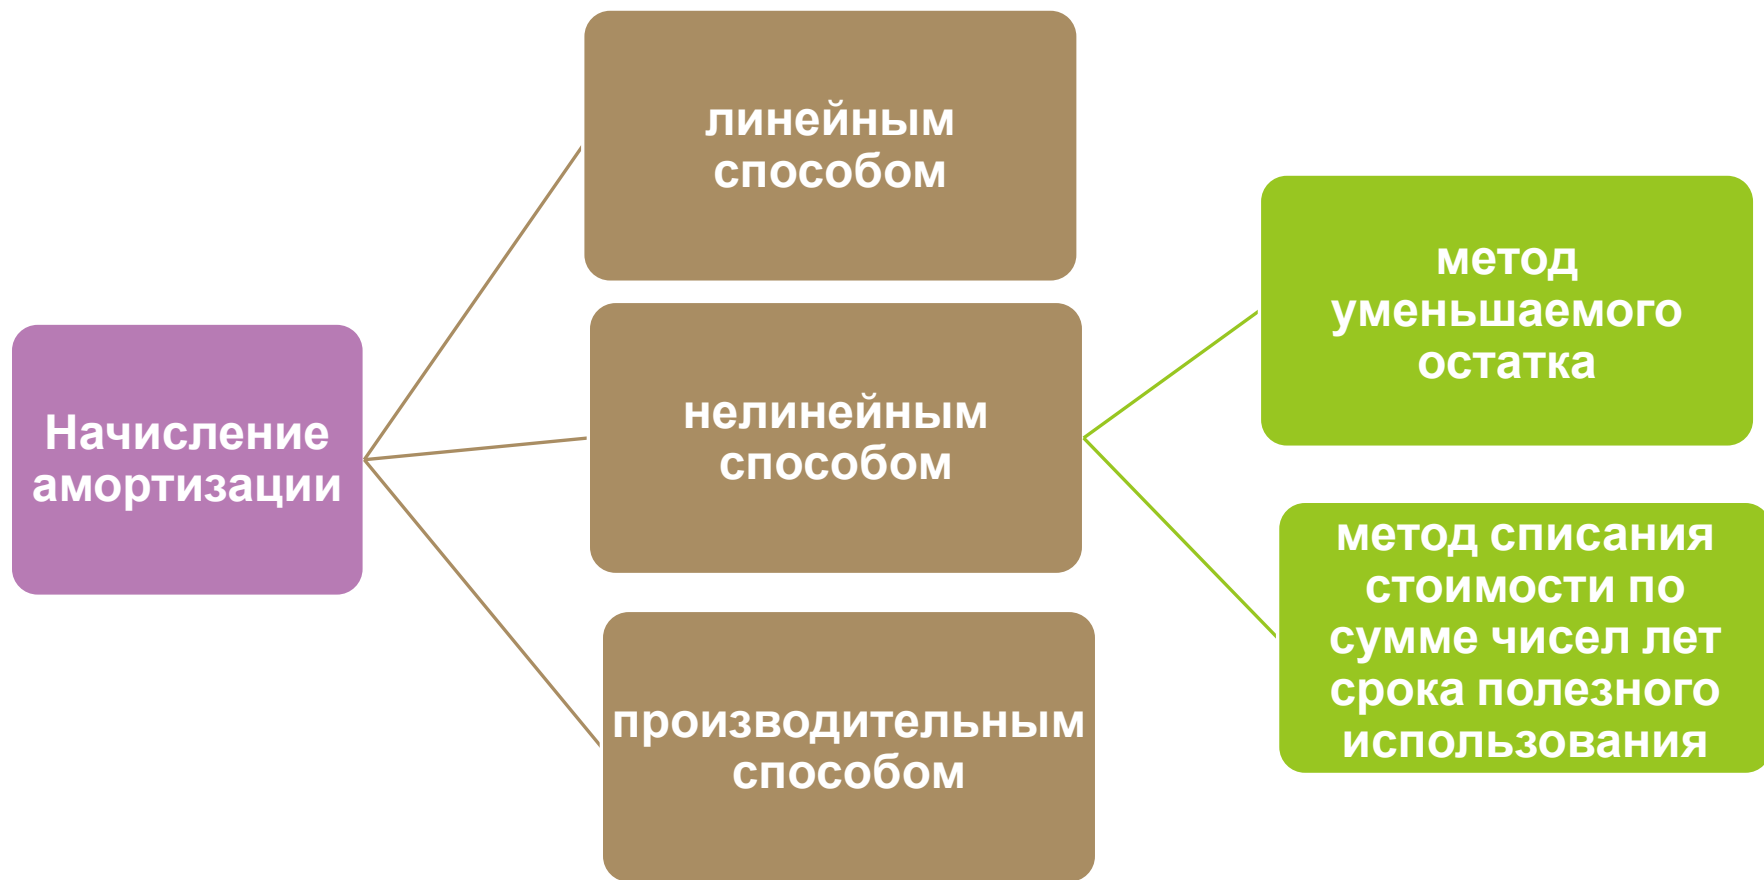 Начисление
амортизации
линейным
способом
нелинейным
способом
производительным
способом
метод
уменьшаемого
остатка
метод списания
стоимости по
сумме чисел лет
срока полезного
использования